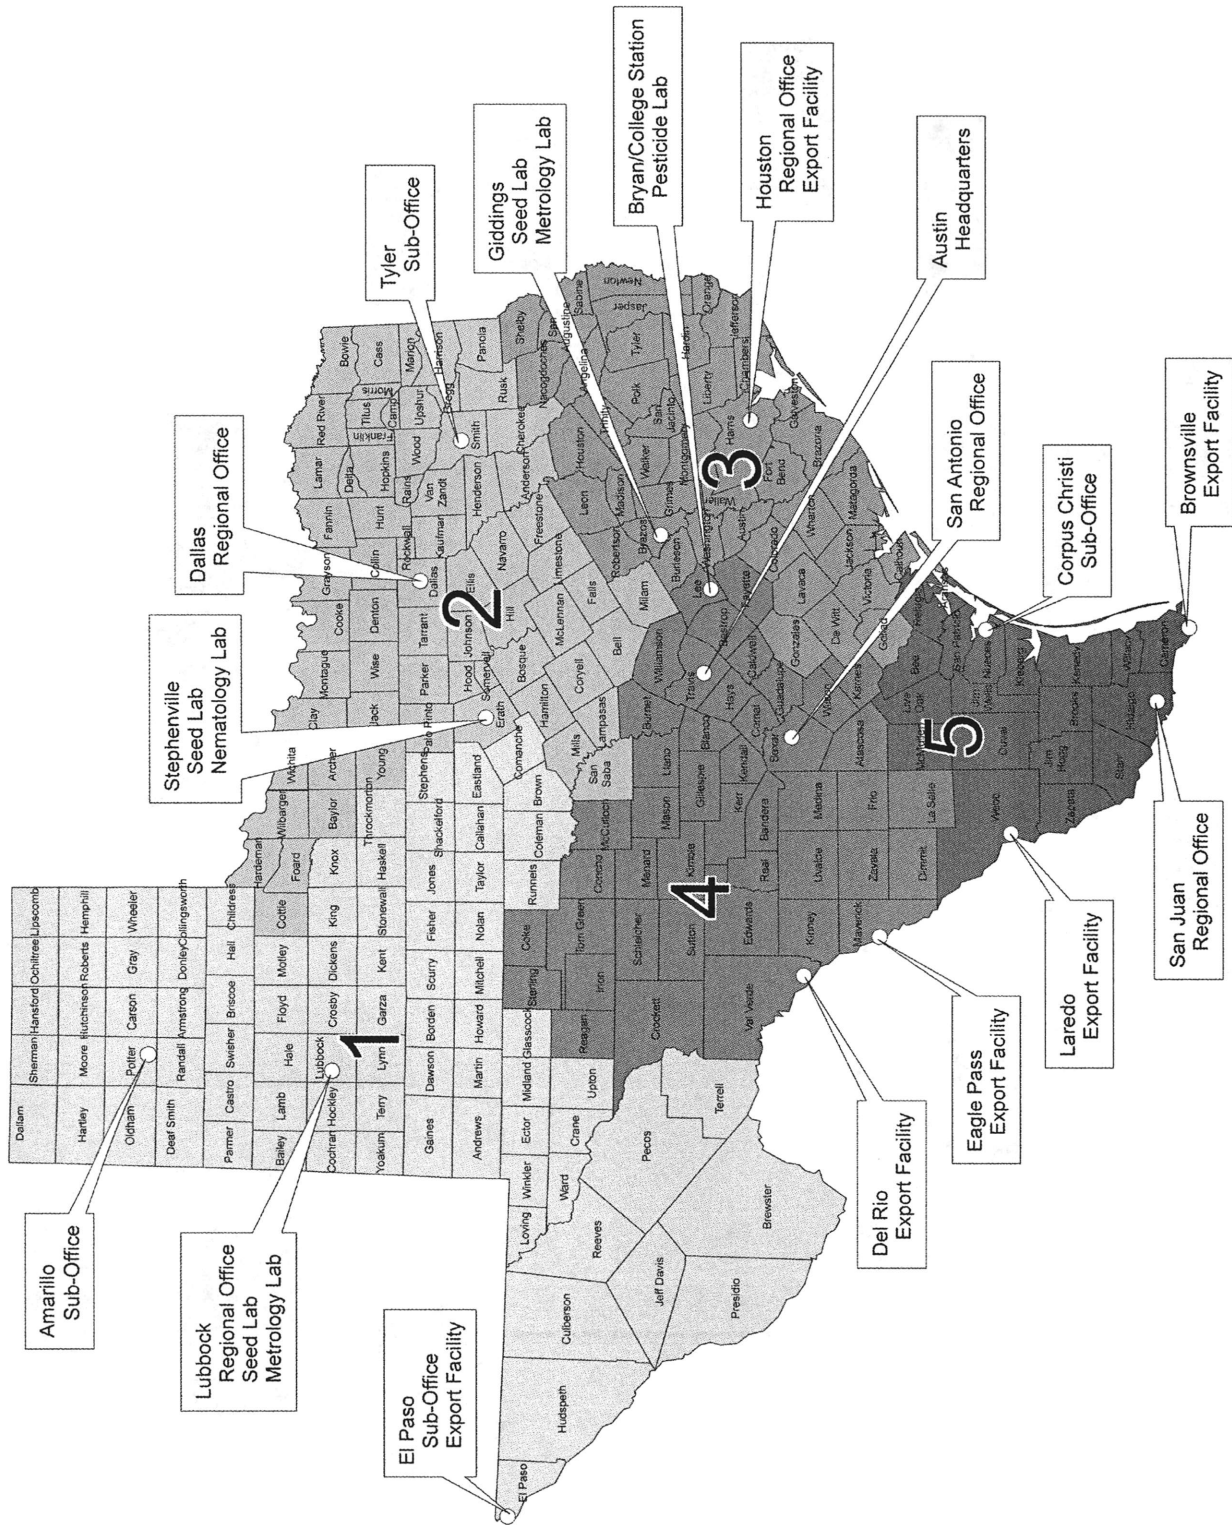 Amarillo
Sub-Office
Lubbock
Regional Office
Seed Lab
Metrology Lab
El Paso
Sub-Office
Export Facility
Stephenville
Seed Lab
Nematology Lab
Dallas
Regional Office
Tyler
Sub-Office
Giddings
Seed Lab
Metrology Lab
Bryan/College Station
Pesticide Lab
Houston
Regional Office
Export Facility
Austin
Headquarters
San Antonio
Regional Office
Corpus Christi
Sub-Office
Brownsville
Export Facility
San Juan
Regional Office
Laredo
Export Facility
Eagle Pass
Export Facility
Del Rio
Export Facility
1
2
3
4
5
Dallam
Sherman
Hansford
Ochiltree
Lipscomb
Hartley
Moore
Hutchinson
Roberts
Hemphill
Oldham
Potter
Carson
Gray
Wheeler
Deaf Smith
Randall
Armstrong
Donley
Collingsworth
Parmer
Castro
Swisher
Briscoe
Hall
Childress
Bailey
Lamb
Hale
Floyd
Motley
Cottle
Hardeman
Foard
Wilbarger
Wichita
Clay
Montague
Cooke
Grayson
Fannin
Lamar
Red River
Bowie
Cochran
Hockley
Lubbock
Crosby
Dickens
King
Knox
Baylor
Archer
Jack
Wise
Denton
Collin
Hunt
Delta
Hopkins
Franklin
Titus
Camp
Morris
Cass
Yoakum
Terry
Lynn
Garza
Kent
Stonewall
Haskell
Throckmorton
Young
Palo Pinto
Parker
Tarrant
Dallas
Rockwall
Kaufman
Rains
Van
Zandt
Wood
Upshur
Marion
Harrison
Gregg
Gaines
Dawson
Borden
Scurry
Fisher
Jones
Shackelford
Stephens
Andrews
Martin
Howard
Mitchell
Nolan
Taylor
Callahan
Eastland
Erath
Hood
Somervell
Johnson
Ellis
Henderson
Smith
Rusk
Panola
El Paso
Hudspeth
Culberson
Loving
Winkler
Ector
Midland
Glasscock
Sterling
Coke
Runnels
Coleman
Brown
Comanche
Hamilton
Bosque
Hill
Navarro
Freestone
Anderson
Cherokee
Nacogdoches
Shelby
San
Augustine
Sabine
Reeves
Ward
Crane
Upton
Reagan
Irion
Tom Green
Concho
McCulloch
San
Saba
Mills
Lampasas
Coryell
McLennan
Limestone
Falls
Bell
Milam
Robertson
Leon
Houston
Trinity
Angelina
Newton
Jasper
Tyler
Polk
Madison
Walker
San
Jacinto
Hardin
Orange
Jefferson
Liberty
Chambers
Jeff Davis
Pecos
Terrell
Presidio
Brewster
Crockett
Schleicher
Menard
Mason
Llano
Burnet
Williamson
Brazos
Grimes
Burleson
Washington
Montgomery
Harris
Galveston
Waller
Fort
Bend
Brazoria
Lee
Austin
Colorado
Wharton
Matagorda
Sutton
Kimble
Gillespie
Blanco
Travis
Bastrop
Fayette
Val Verde
Edwards
Real
Kerr
Kendall
Bandera
Hays
Comal
Caldwell
Guadalupe
Gonzales
Lavaca
Jackson
Victoria
Calhoun
De Witt
Goliad
Karnes
Wilson
Bexar
Kinney
Uvalde
Medina
Atascosa
Maverick
Zavala
Frio
Dimmit
La Salle
McMullen
Live
Oak
Bee
Refugio
Aransas
San Patricio
Nueces
Jim
Wells
Kleberg
Webb
Duval
Zapata
Jim
Hogg
Brooks
Kenedy
Starr
Hidalgo
Willacy
Cameron